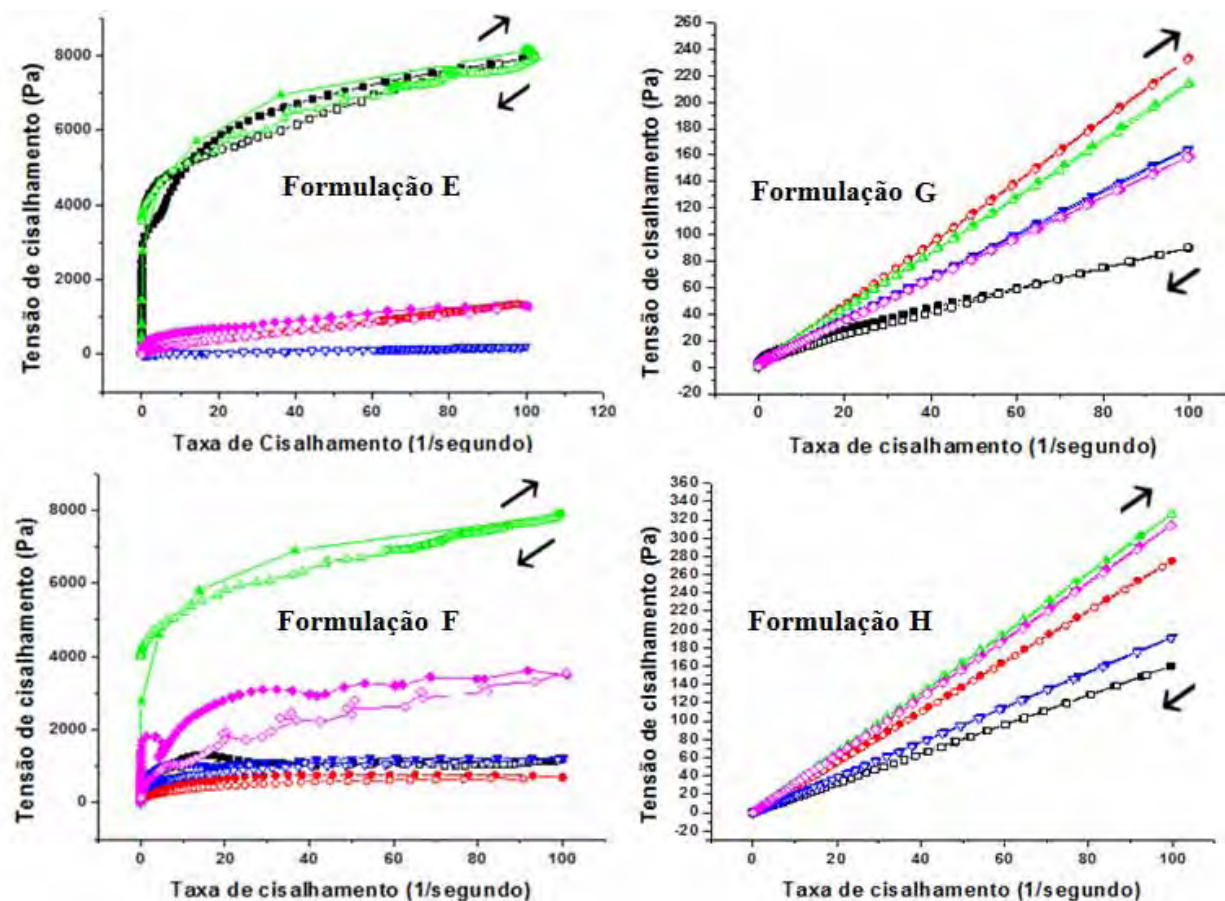 8000
6000
4000
2000
0
Tensão de cisalhamento (Pa)
Formulação E
0 20 40 60 80 100 120
Taxa de Cisalhamento (1/segundo)
260
240
220
200
180
160
140
120
100
80
60
40
20
0
-20
Tensão de cisalhamento (Pa)
Formulação G
0 20 40 60 80 100
Taxa de cisalhamento (1/segundo)
8000
6000
4000
2000
0
Tensão de cisalhamento (Pa)
Formulação F
0 20 40 60 80 100
Taxa de cisalhamento (1/segundo)
360
340
320
300
280
260
240
220
200
180
160
140
120
100
80
60
40
20
0
-20
Tensão de cisalhamento (Pa)
Formulação H
0 20 40 60 80 100
Taxa de cisalhamento (1/segundo)